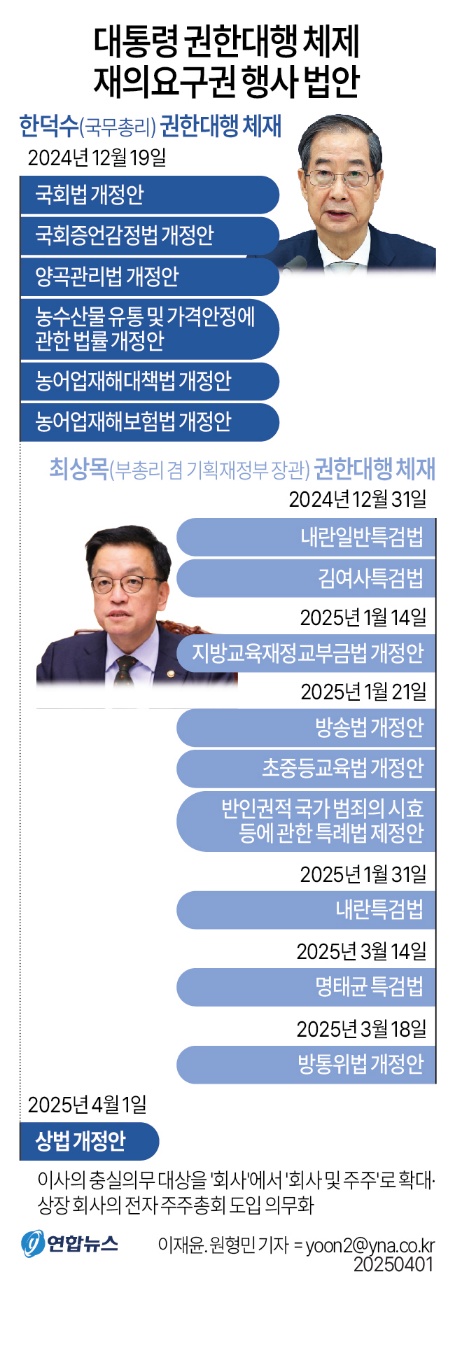 대통령 권한대행 체제
재의요구권 행사 법안
한덕수(국무총리) 권한대행 체재
2024년 12월 19일
국회법 개정안
국회증언감정법 개정안
양곡관리법 개정안
농수산물 유통 및 가격안정에
관한 법률 개정안
농어업재해대책법 개정안
농어업재해보험법 개정안
최상목(부총리 겸 기획재정부 장관) 권한대행 체재
2024년 12월 31일
내란일반특검법
김여사특검법
2025년 1월 14일
지방교육재정교부금법 개정안
2025년 1월 21일
방송법 개정안
초중등교육법 개정안
반인권적 국가 범죄의 시효
등에 관한 특례법 제정안
2025년 1월 31일
내란특검법
2025년 3월 14일
명태균 특검법
2025년 3월 18일
방통위법 개정안
2025년 4월 1일
상법 개정안
이사의 충실의무 대상을 '회사'에서 '회사 및 주주'로 확대·
상장 회사의 전자 주주총회 도입 의무화
연합뉴스 이재윤. 원형민 기자 = yoon2@yna.co.kr
20250401